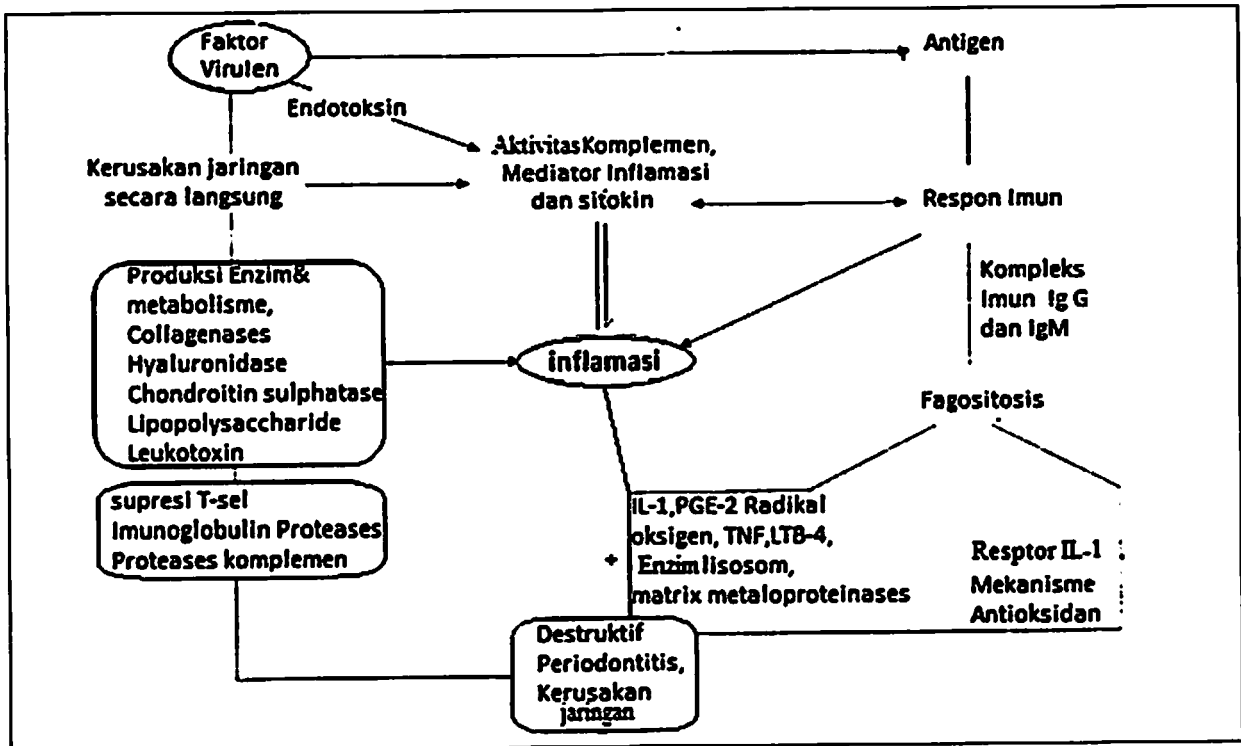 Faktor
Virulen
Antigen
Endotoksin
Aktivitas Komplemen,
Mediator Inflamasi
dan sitokin
Kerusakan jaringan
secara langsung
Respon Imun
Produksi Enzim&
metabolisme,
Collagenases
Hyaluronidase
Chondroitin sulphatase
Lipopolysaccharide
Leukotoxin
Kompleks
Imun Ig G
dan IgM
inflamasi
Fagositosis
supresi T-sel
Imunoglobulin Proteases
Proteases komplemen
IL-1,PGE-2 Radikal
oksigen, TNF,LTB-4,
Enzim lisosom,
matrix metaloproteinases
+
Resptor IL-1
Mekanisme
Antioksidan
Destruktif
Periodontitis,
Kerusakan
jaringan